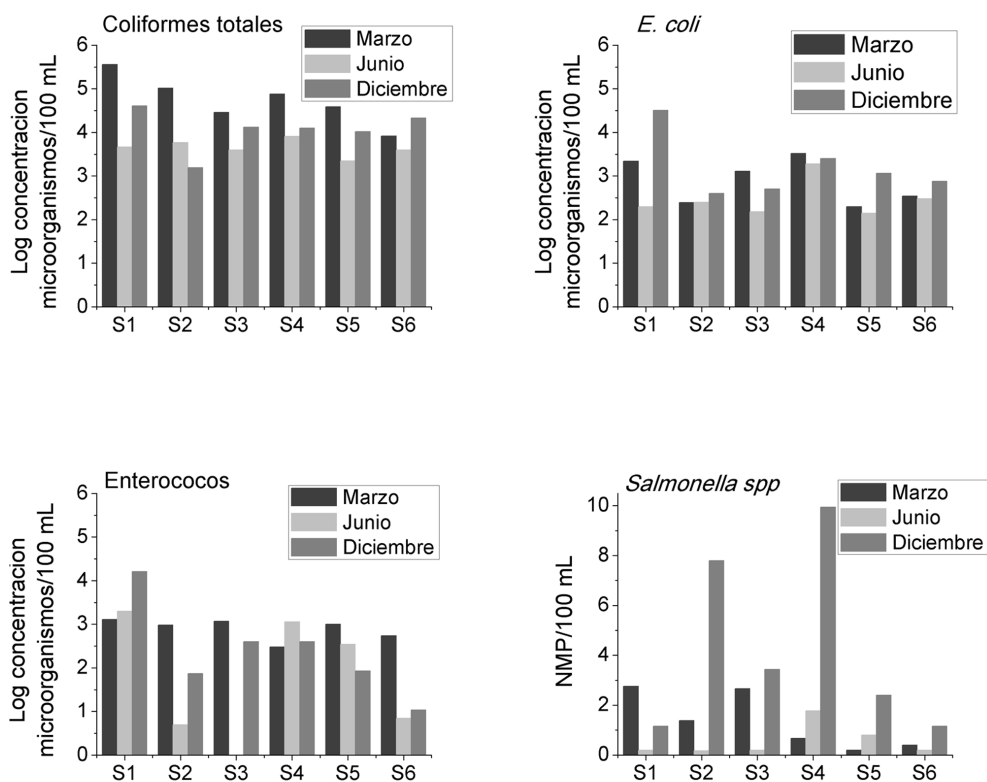 Coliformes totales
Marzo
Junio
Diciembre
Log concentracion
microorganismos/100 mL
6
5
4
3
2
1
0
S1 S2 S3 S4 S5 S6
E. coli
Marzo
Junio
Diciembre
Log concentracion
microorganismos/100 mL
6
5
4
3
2
1
0
S1 S2 S3 S4 S5 S6
Enterococos
Marzo
Junio
Diciembre
Log concentracion
microorganismos/100 mL
6
5
4
3
2
1
0
S1 S2 S3 S4 S5 S6
Salmonella spp
Marzo
Junio
Diciembre
NMP/100 mL
10
8
6
4
2
0
S1 S2 S3 S4 S5 S6